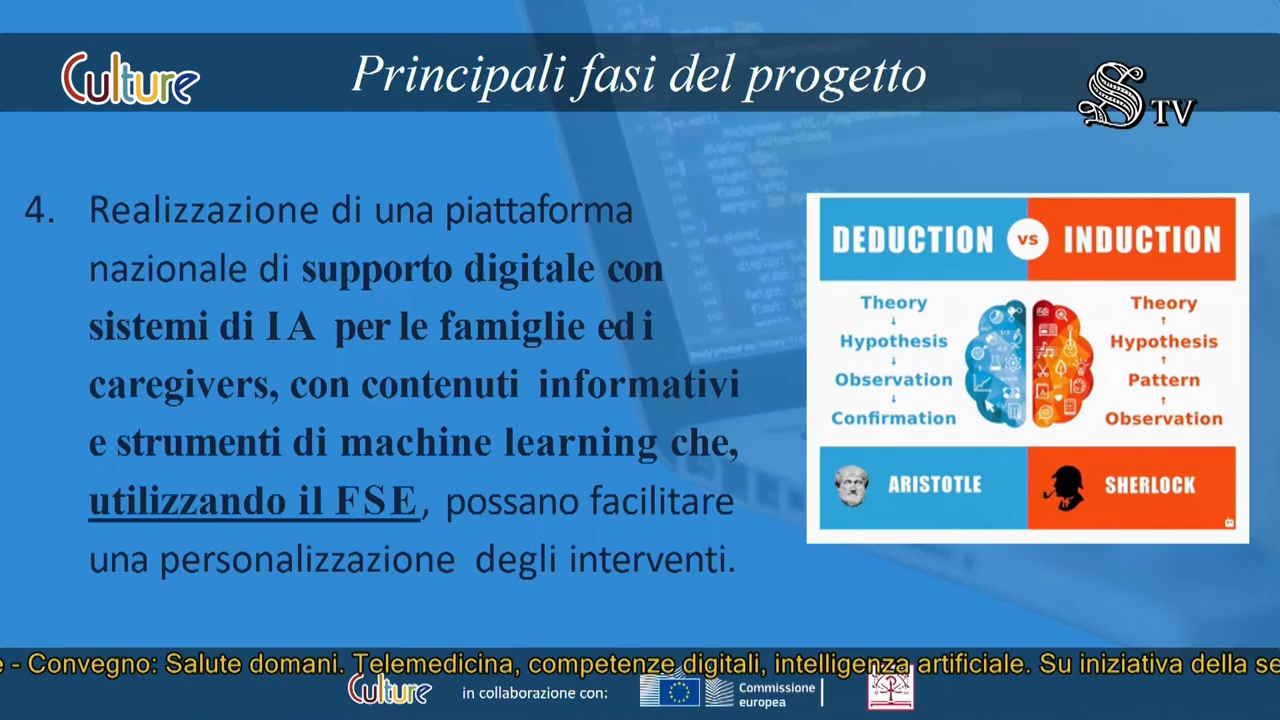 Culture
Principali fasi del progetto
S TV
4. Realizzazione di una piattaforma
nazionale di supporto digitale con
sistemi di IA per le famiglie ed i
caregivers, con contenuti informativi
e strumenti di machine learning che,
utilizzando il FSE, possano facilitare
una personalizzazione degli interventi.
DEDUCTION vs INDUCTION
Theory
↓
Hypothesis
↓
Observation
↓
Confirmation
Theory
↑
Hypothesis
↑
Pattern
↑
Observation
ARISTOTLE
SHERLOCK
e - Convegno: Salute domani. Telemedicina, competenze digitali, intelligenza artificiale. Su iniziativa della se
Culture
in collaborazione con:
Commissione
europea